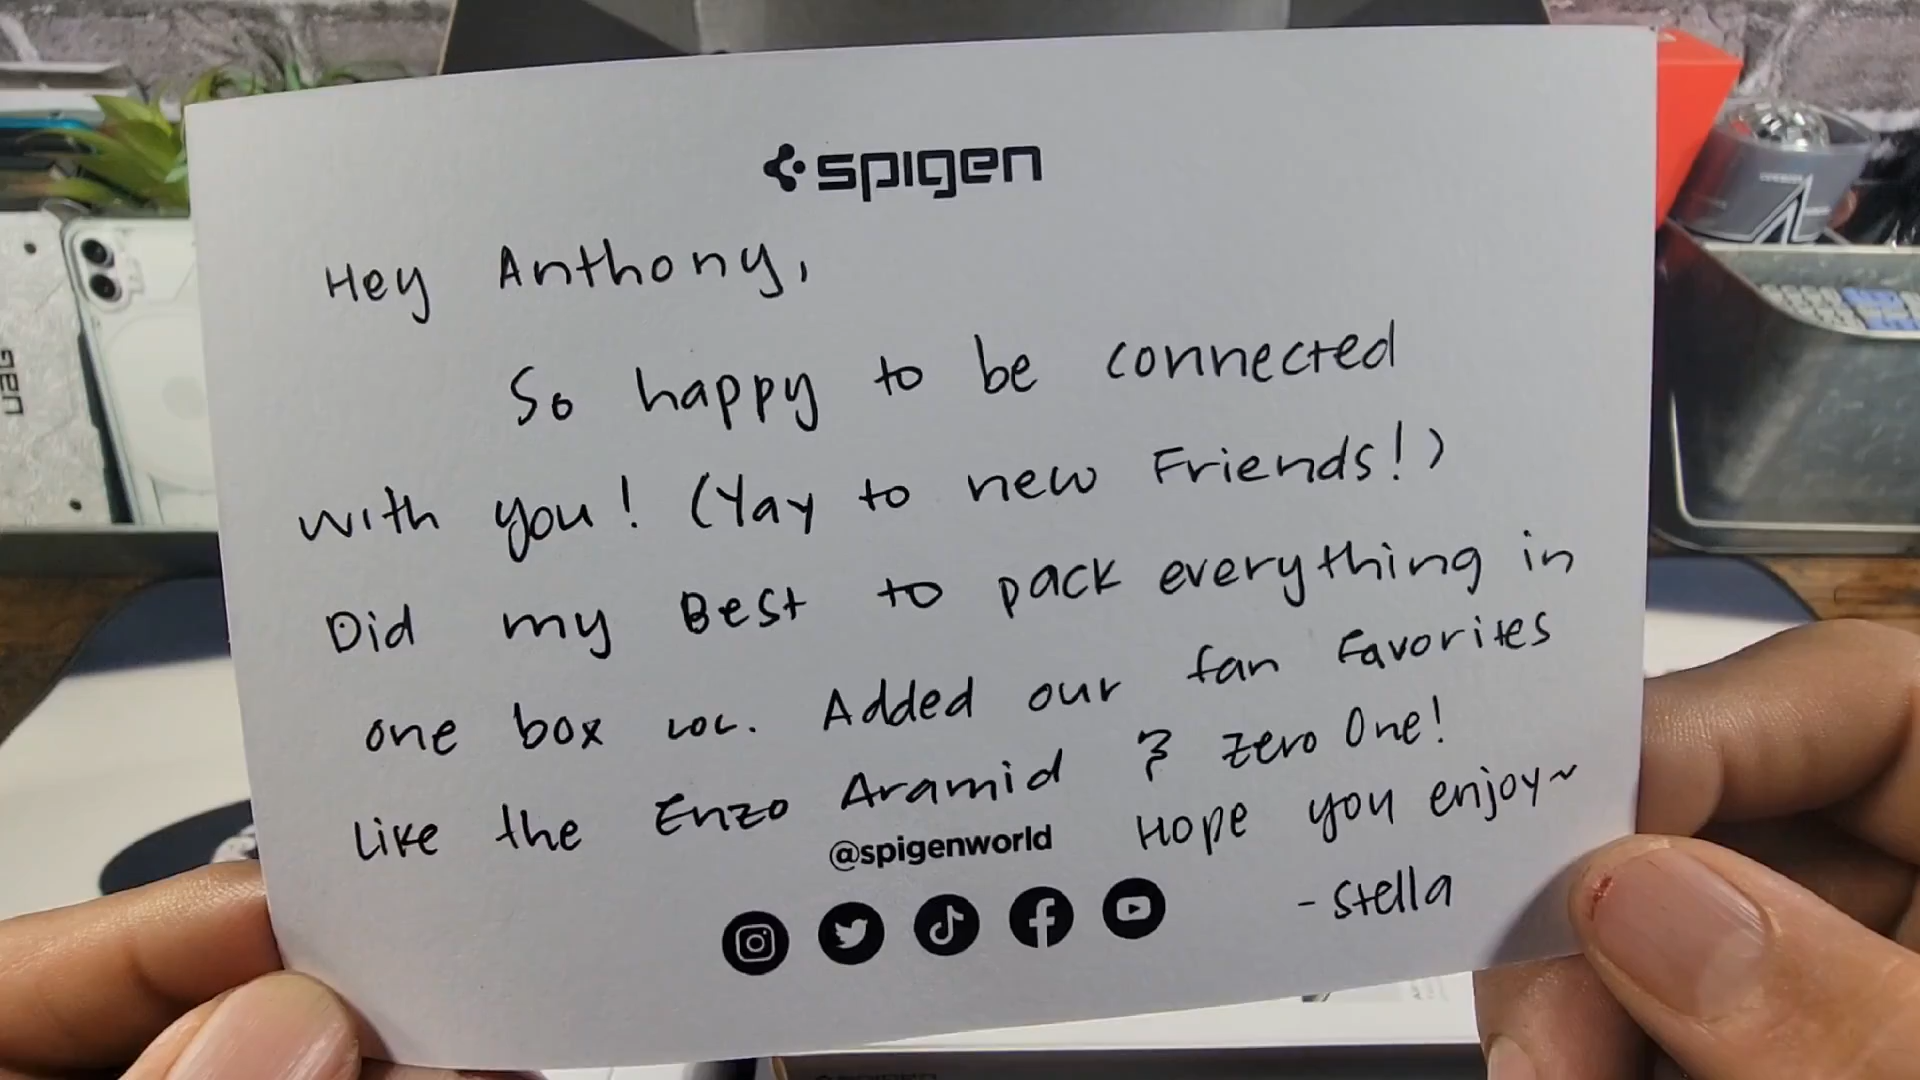 spigen
Hey Anthony,
So happy to be connected
with you! (Yay to new Friends!)
Did my Best to pack everything in
one box LOL. Added our fan Favorites
Like the Enzo Aramid & Zero One!
Hope you enjoy~
@spigenworld
-Stella